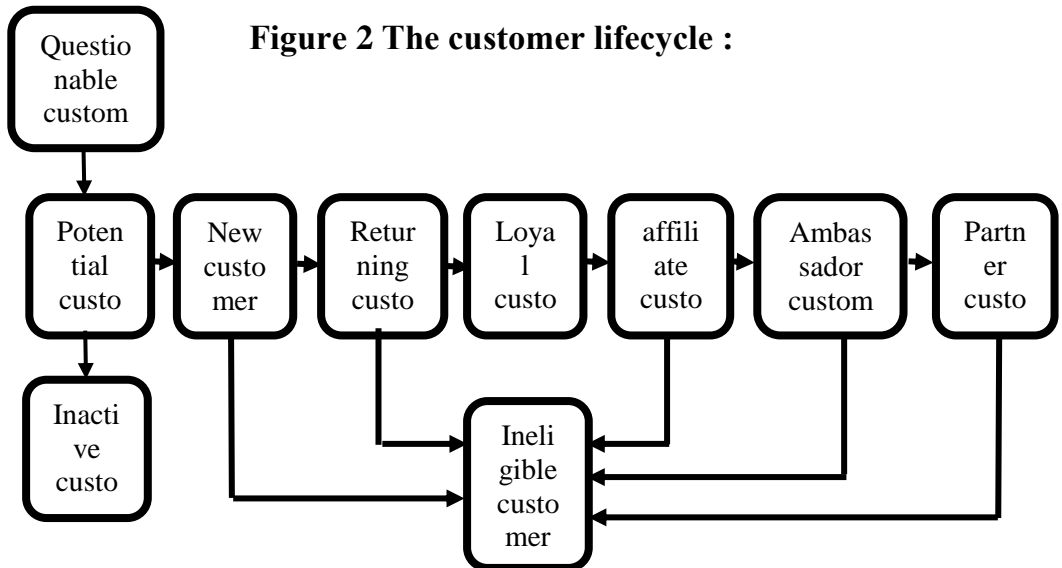 Figure 2 The customer lifecycle :
Questio
nable
custom
Poten
tial
custo
New
custo
mer
Retur
ning
custo
Loya
l
custo
affili
ate
custo
Ambas
sador
custom
Partn
er
custo
Inacti
ve
custo
Ineli
gible
custo
mer